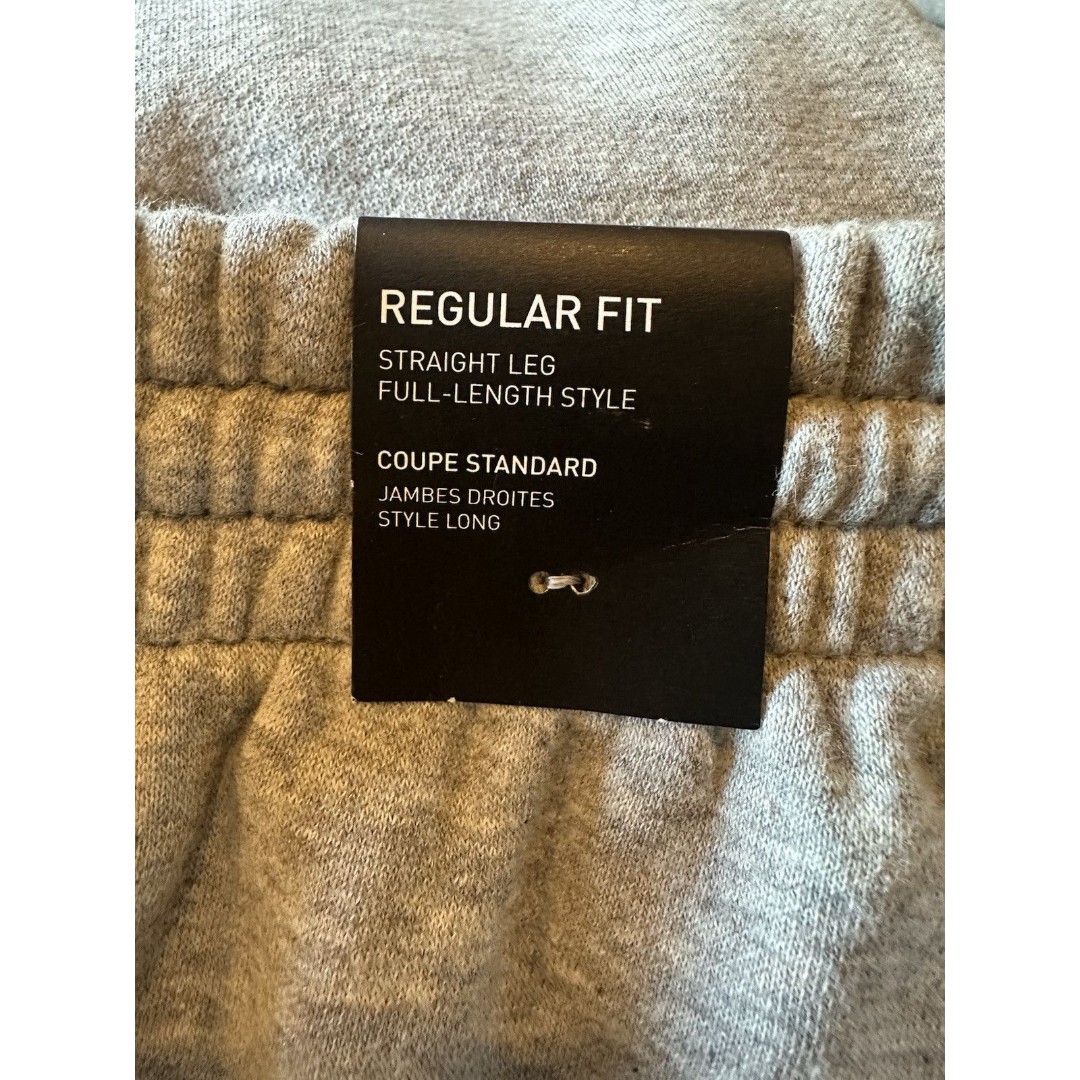 REGULAR FIT
STRAIGHT LEG
FULL-LENGTH STYLE
COUPE STANDARD
JAMBES DROITES
STYLE LONG